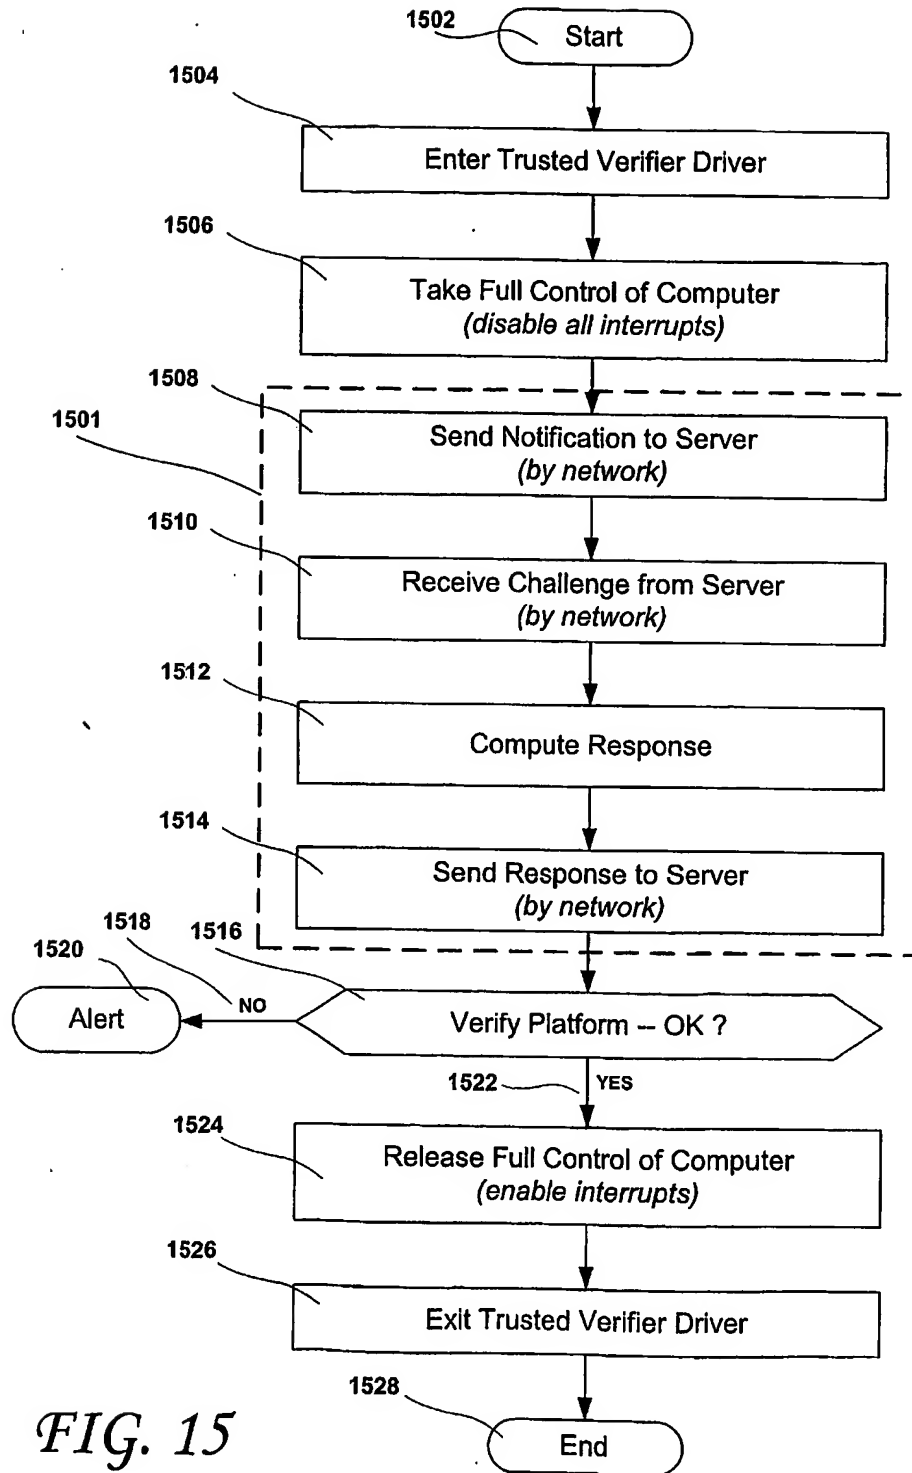 1502
Start
1504
Enter Trusted Verifier Driver
1506
Take Full Control of Computer
(disable all interrupts)
1508
1501
Send Notification to Server
(by network)
1510
Receive Challenge from Server
(by network)
1512
Compute Response
1514
Send Response to Server
(by network)
1518
1516
1520
NO
Alert
Verify Platform -- OK ?
1522
YES
1524
Release Full Control of Computer
(enable interrupts)
1526
Exit Trusted Verifier Driver
1528
End
FIG. 15